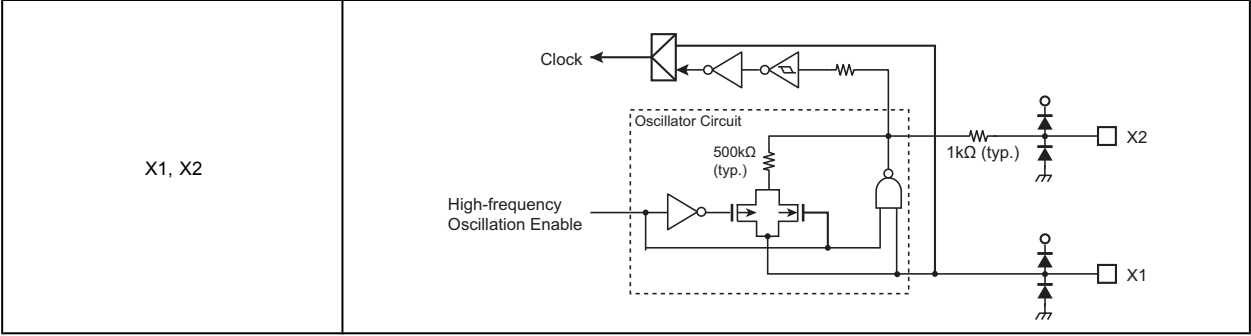 X1, X2
Clock
Oscillator Circuit
500kΩ
(typ.)
1kΩ (typ.)
X2
High-frequency
Oscillation Enable
X1